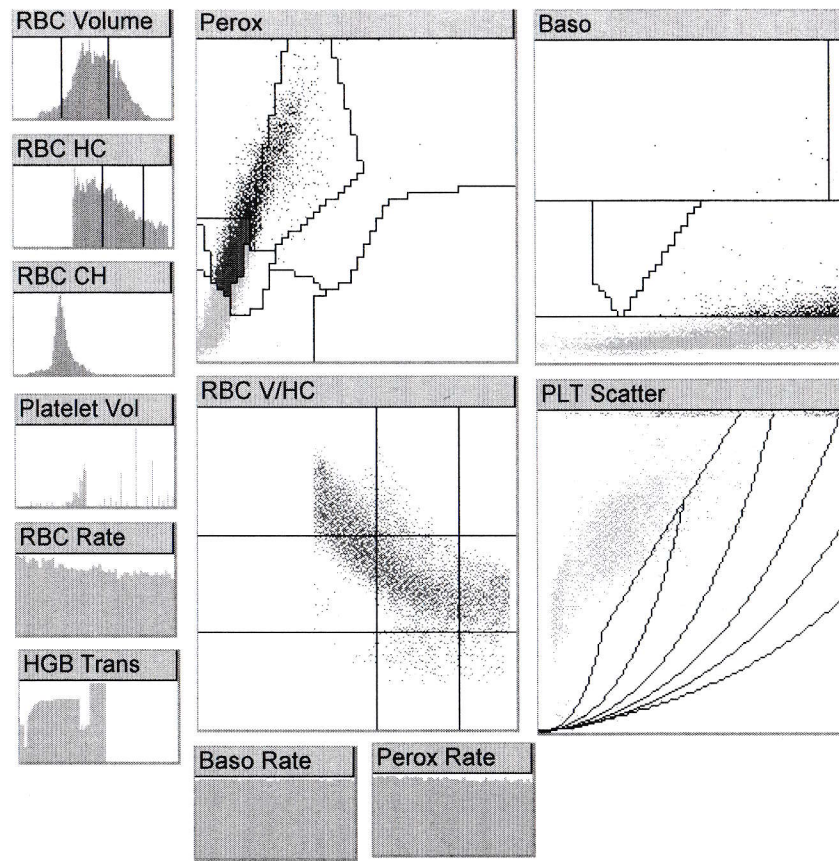 RBC Volume
Perox
Baso
RBC HC
RBC CH
Platelet Vol
RBC V/HC
PLT Scatter
RBC Rate
HGB Trans
Baso Rate
Perox Rate